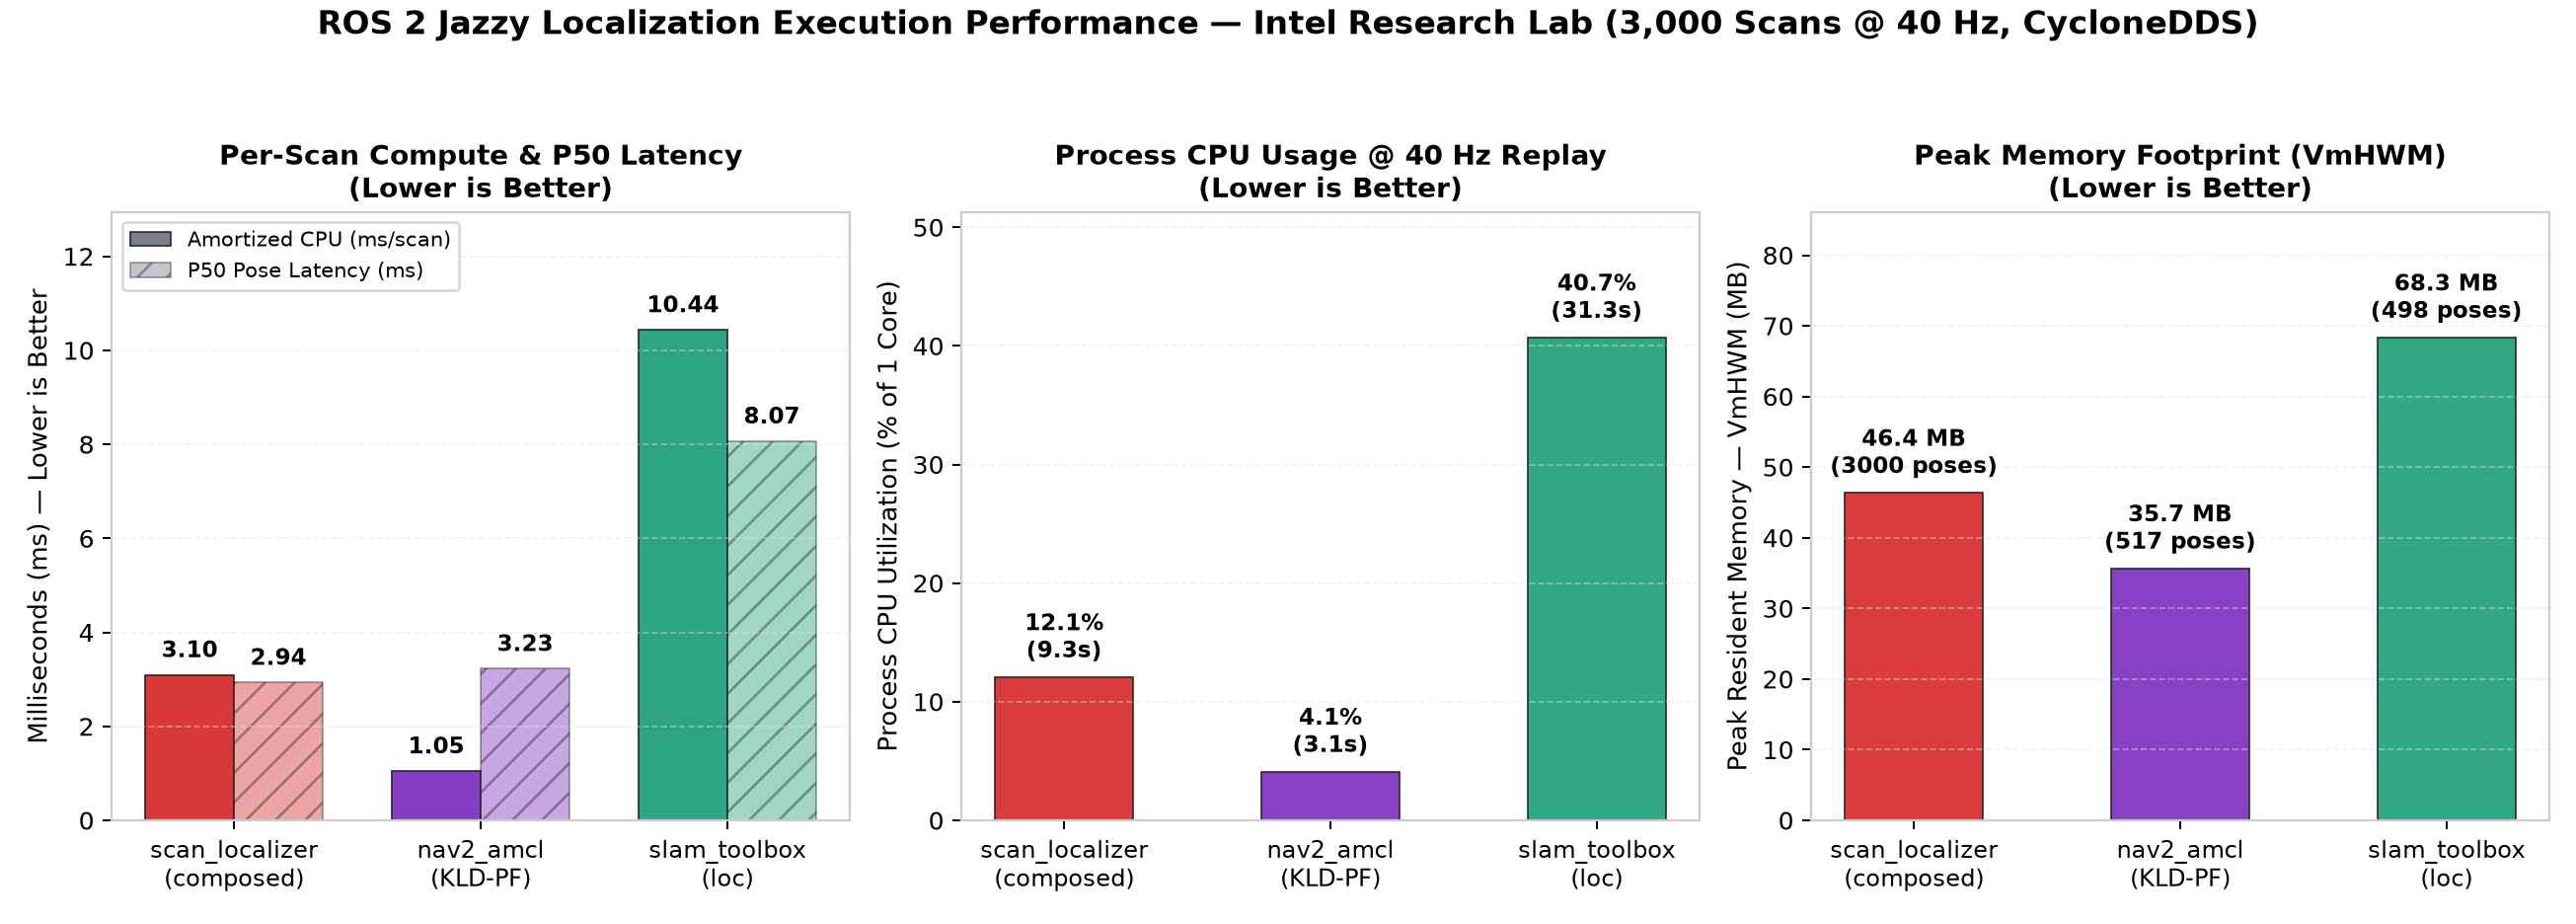 ROS 2 Jazzy Localization Execution Performance — Intel Research Lab (3,000 Scans @ 40 Hz, CycloneDDS)
Per-Scan Compute & P50 Latency
(Lower is Better)
Milliseconds (ms) — Lower is Better
12
10
8
6
4
2
0
Amortized CPU (ms/scan)
P50 Pose Latency (ms)
3.10
2.94
1.05
3.23
10.44
8.07
scan_localizer
(composed)
nav2_amcl
(KLD-PF)
slam_toolbox
(loc)
Process CPU Usage @ 40 Hz Replay
(Lower is Better)
Process CPU Utilization (% of 1 Core)
50
40
30
20
10
0
12.1%
(9.3s)
4.1%
(3.1s)
40.7%
(31.3s)
scan_localizer
(composed)
nav2_amcl
(KLD-PF)
slam_toolbox
(loc)
Peak Memory Footprint (VmHWM)
(Lower is Better)
Peak Resident Memory — VmHWM (MB)
80
70
60
50
40
30
20
10
0
46.4 MB
(3000 poses)
35.7 MB
(517 poses)
68.3 MB
(498 poses)
scan_localizer
(composed)
nav2_amcl
(KLD-PF)
slam_toolbox
(loc)